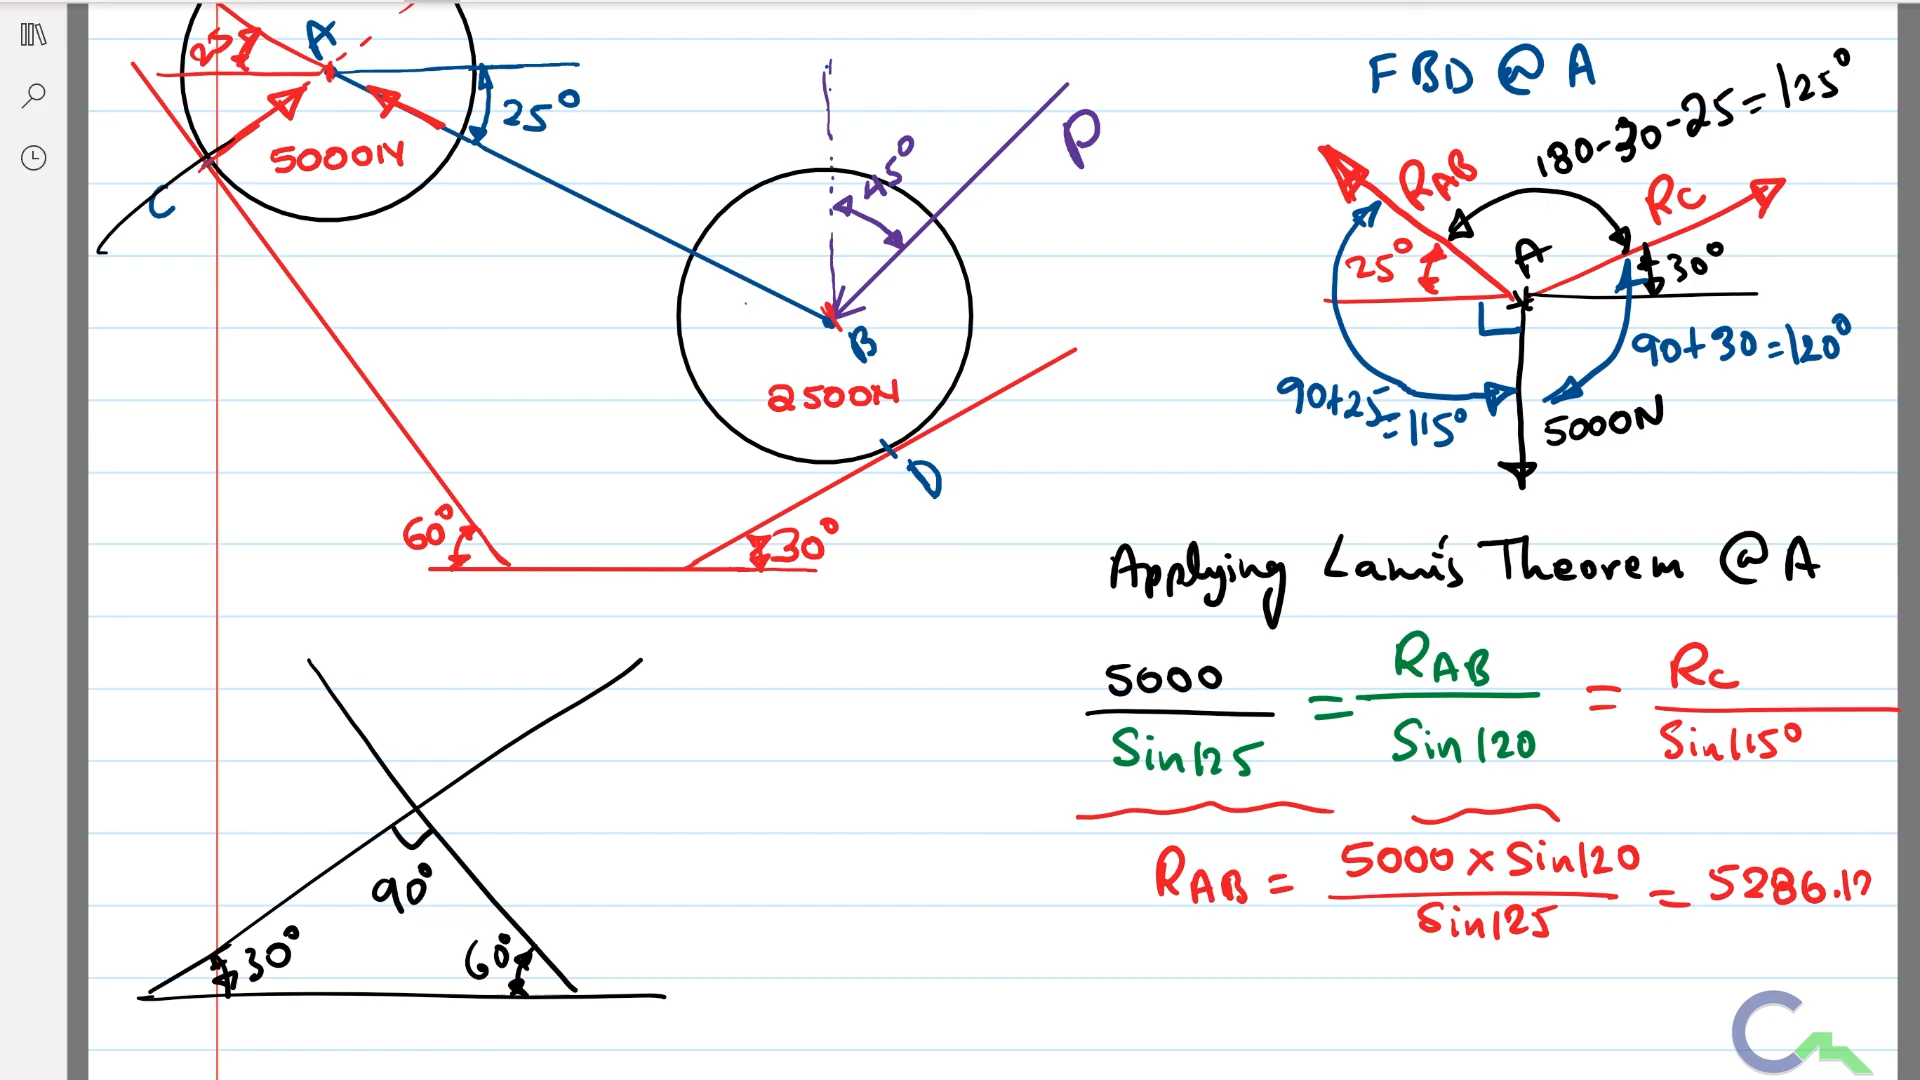 25
A
25°
5000N
C
45°
P
B
2500N
D
60°
30°
90°
30°
60°
FBD @ A
180-30-25=125°
RAB
RC
25°
A
30°
90+30=120°
90+25
=115°
5000N
Applying Lami's Theorem @ A
5000/Sin125 = RAB/Sin120 = RC/Sin115°
RAB = 5000 x Sin120/Sin125 = 5286.12